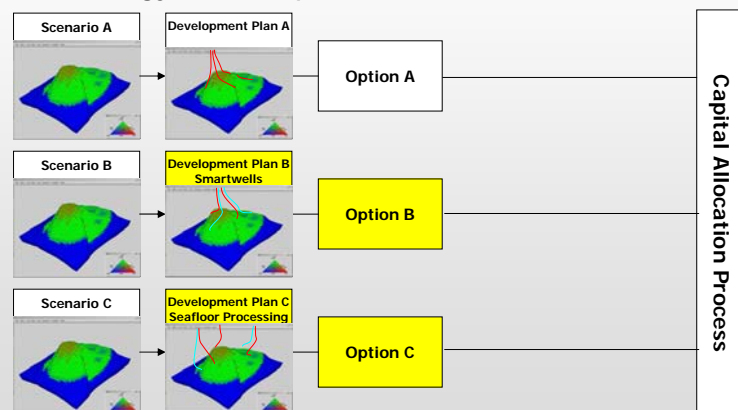 Scenario A
Development Plan A
Option A
Scenario B
Development Plan B
Smartwells
Option B
Scenario C
Development Plan C
Seafloor Processing
Option C
Capital Allocation Process